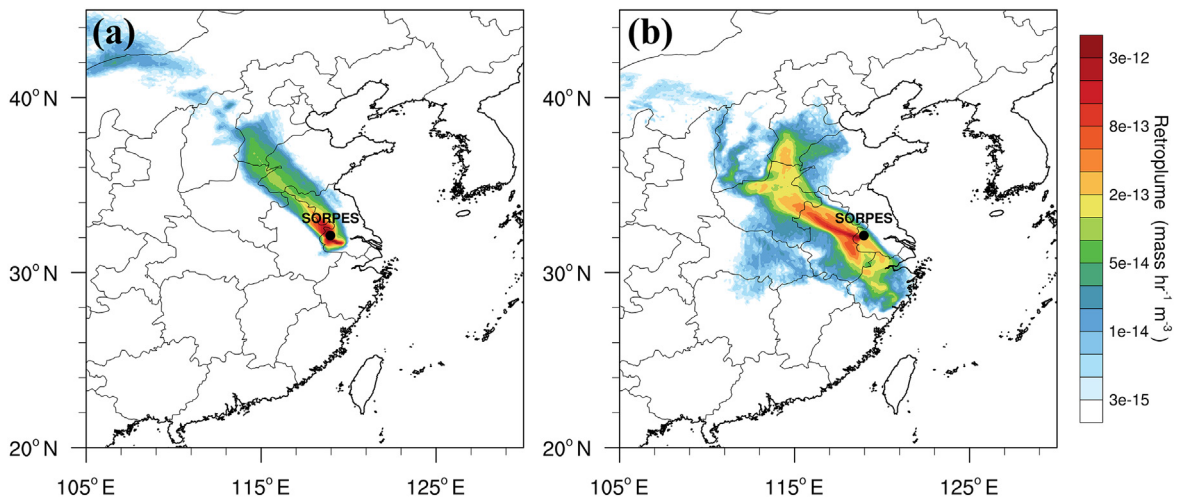 (a)
(b)
40° N
30° N
20° N
105° E
115° E
125° E
SORPES
40° N
30° N
20° N
105° E
115° E
125° E
SORPES
3e-12
8e-13
2e-13
5e-14
1e-14
3e-15
Retroplume (mass hr⁻¹ m⁻³)